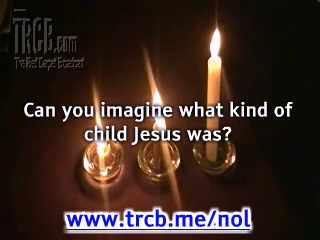 TRCB.com
Can you imagine what kind of
child Jesus was?
www.trcb.me/nol